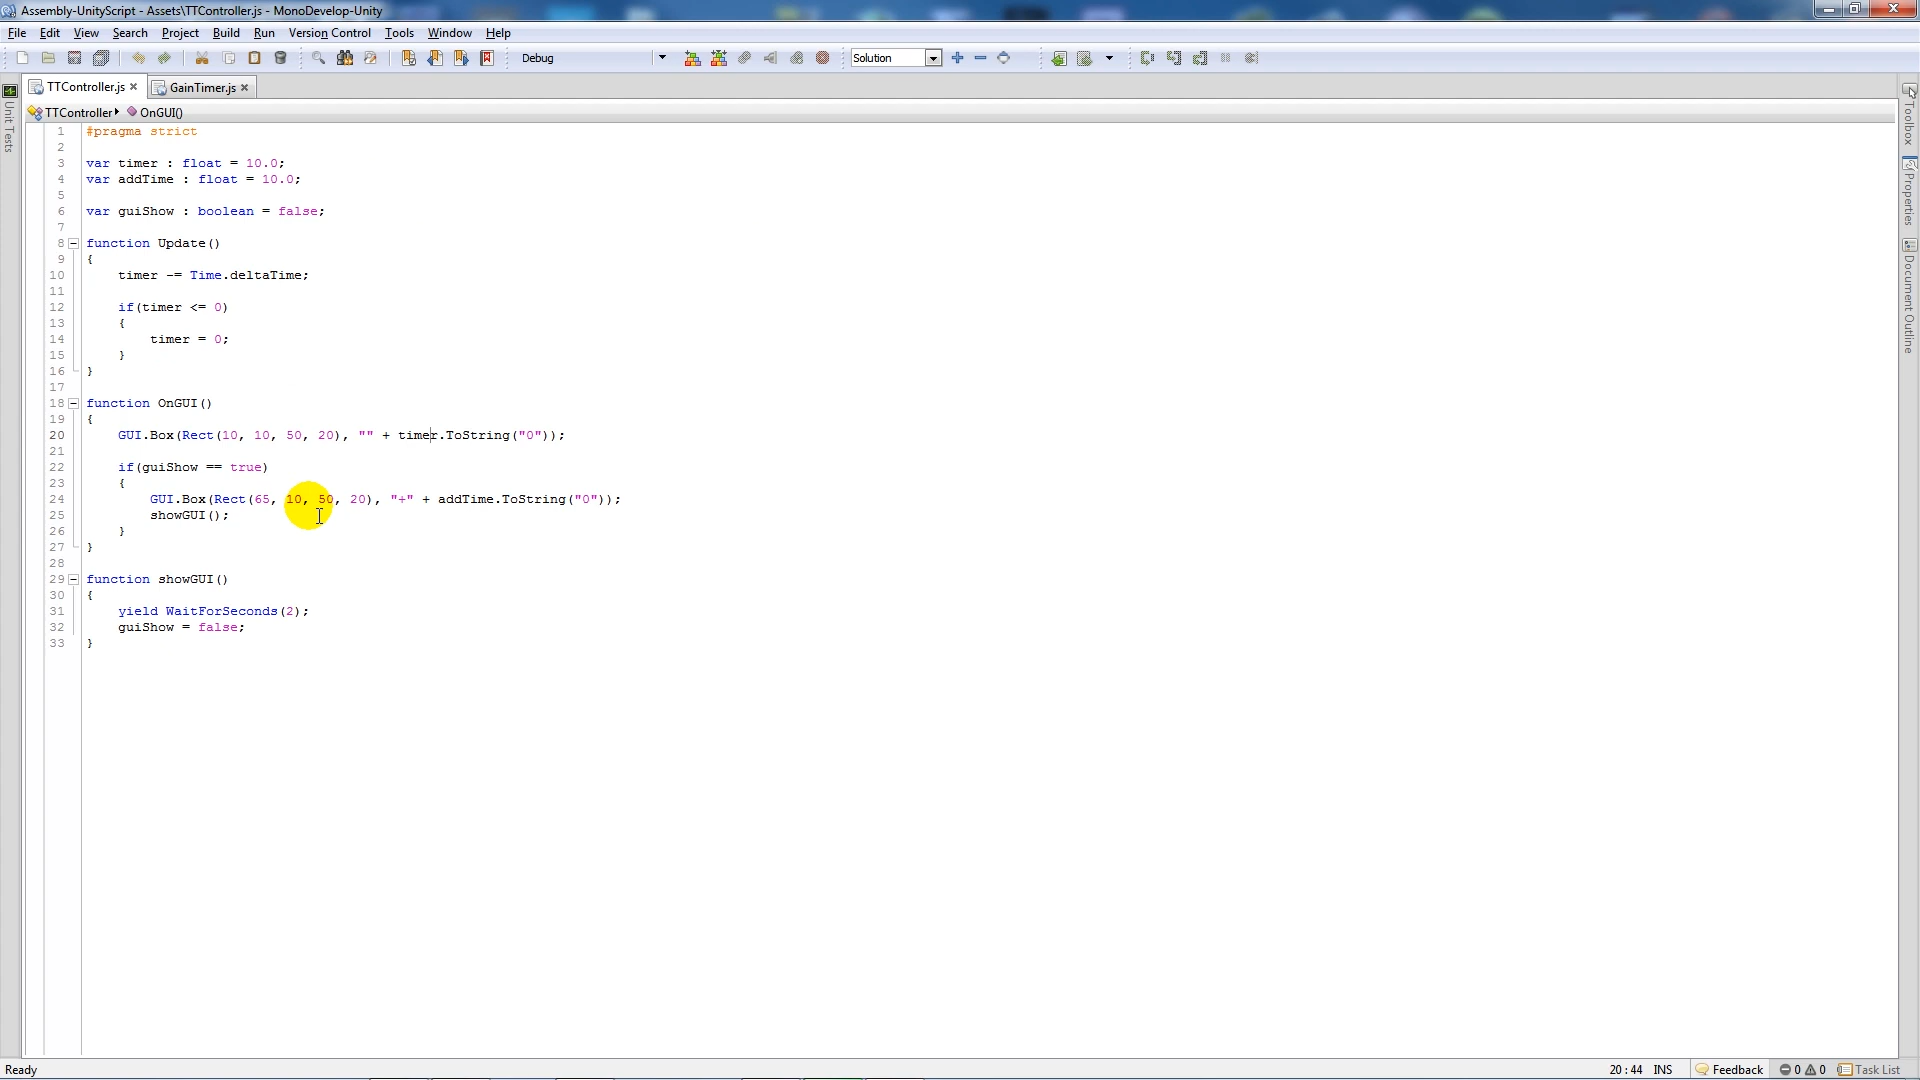 Assembly-UnityScript - Assets\TTController.js - MonoDevelop-Unity
File Edit View Search Project Build Run Version Control Tools Window Help
Debug Solution
TTController.js GainTimer.js
TTController OnGUI()
Unit Tests
Toolbox
Properties
Document Outline
1 #pragma strict
2
3 var timer : float = 10.0;
4 var addTime : float = 10.0;
5
6 var guiShow : boolean = false;
7
8 function Update()
9 {
10 timer -= Time.deltaTime;
11
12 if(timer <= 0)
13 {
14 timer = 0;
15 }
16 }
17
18 function OnGUI()
19 {
20 GUI.Box(Rect(10, 10, 50, 20), "" + timer.ToString("0"));
21
22 if(guiShow == true)
23 {
24 GUI.Box(Rect(65, 10, 50, 20), "+" + addTime.ToString("0"));
25 showGUI();
26 }
27 }
28
29 function showGUI()
30 {
31 yield WaitForSeconds(2);
32 guiShow = false;
33 }
Ready 20 : 44 INS Feedback 0 0 Task List